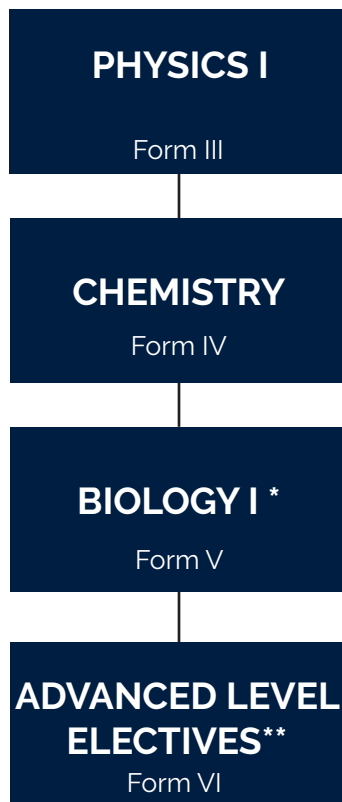 PHYSICS I
Form III
CHEMISTRY
Form IV
BIOLOGY I *
Form V
ADVANCED LEVEL
ELECTIVES**
Form VI